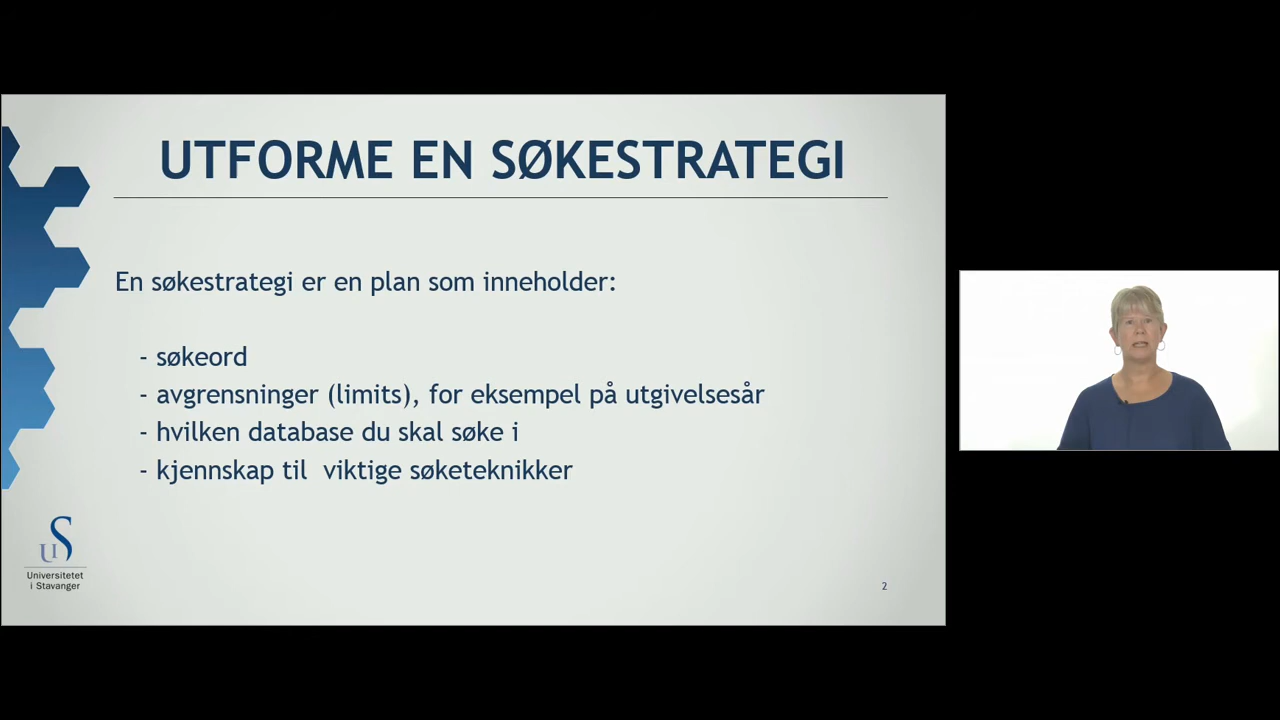 UTFORME EN SØKESTRATEGI
En søkestrategi er en plan som inneholder:
- søkeord
- avgrensninger (limits), for eksempel på utgivelsesår
- hvilken database du skal søke i
- kjennskap til  viktige søketeknikker
UiS
Universitetet
i Stavanger
2